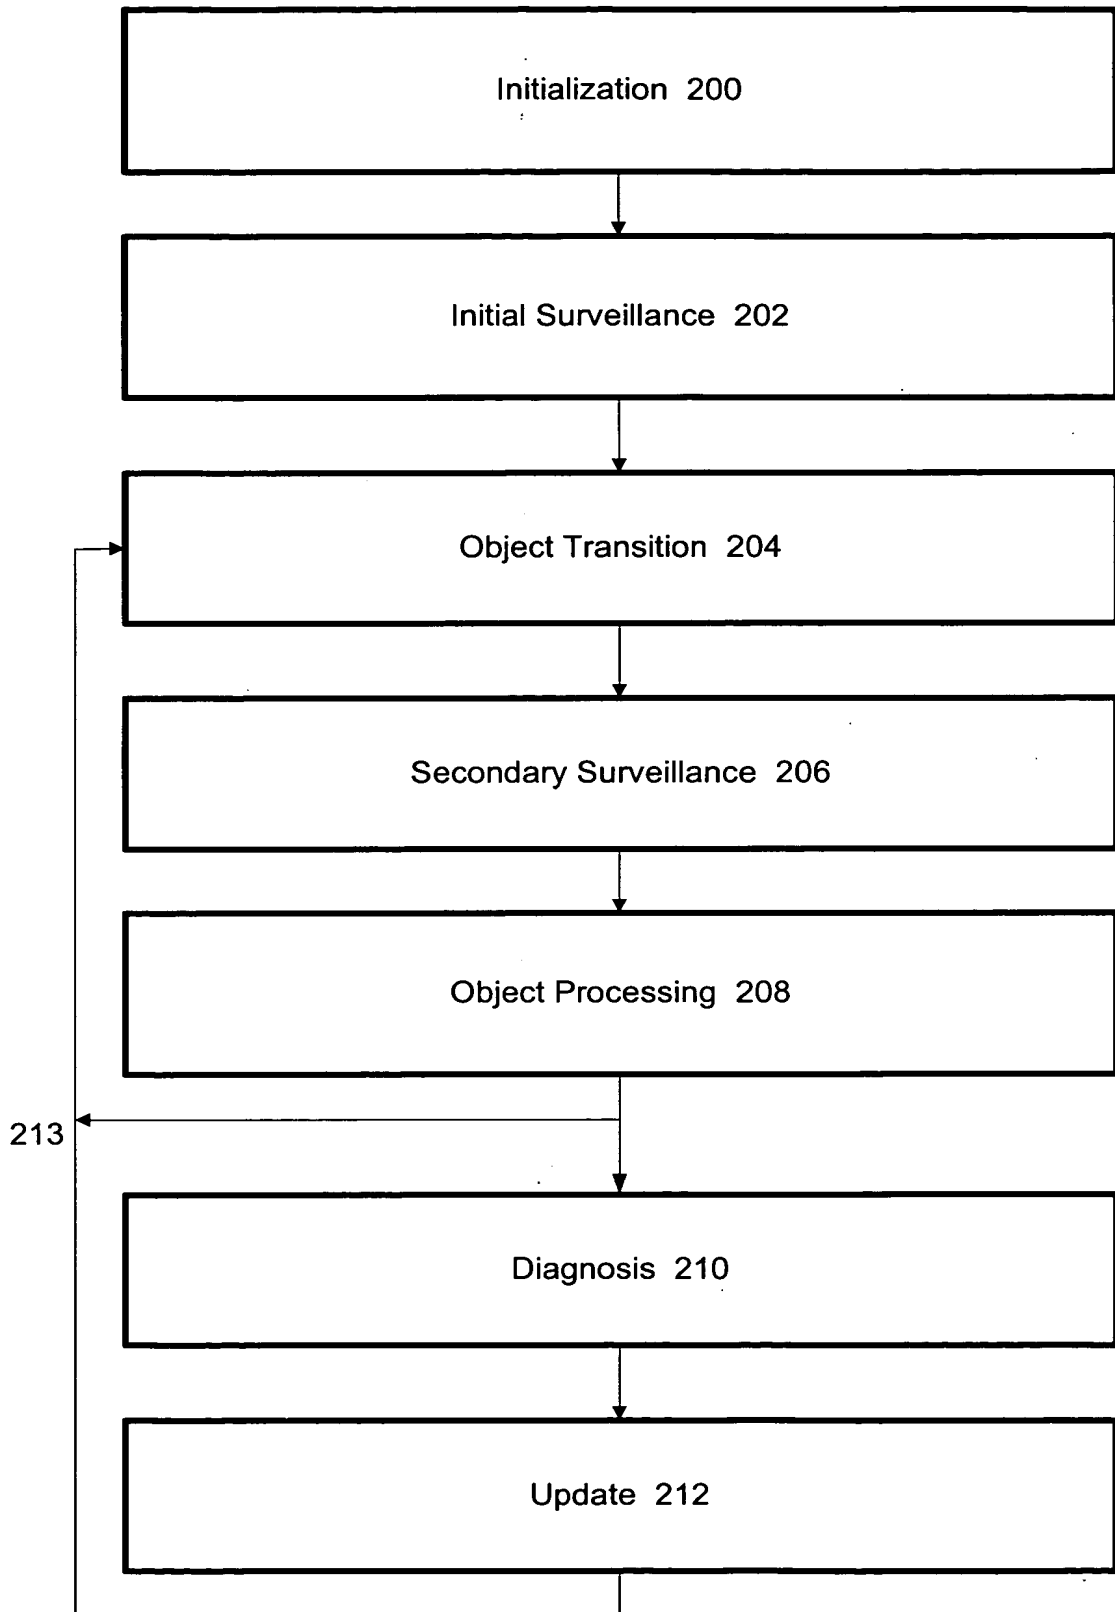 Initialization 200
Initial Surveillance 202
Object Transition 204
Secondary Surveillance 206
Object Processing 208
213
Diagnosis 210
Update 212